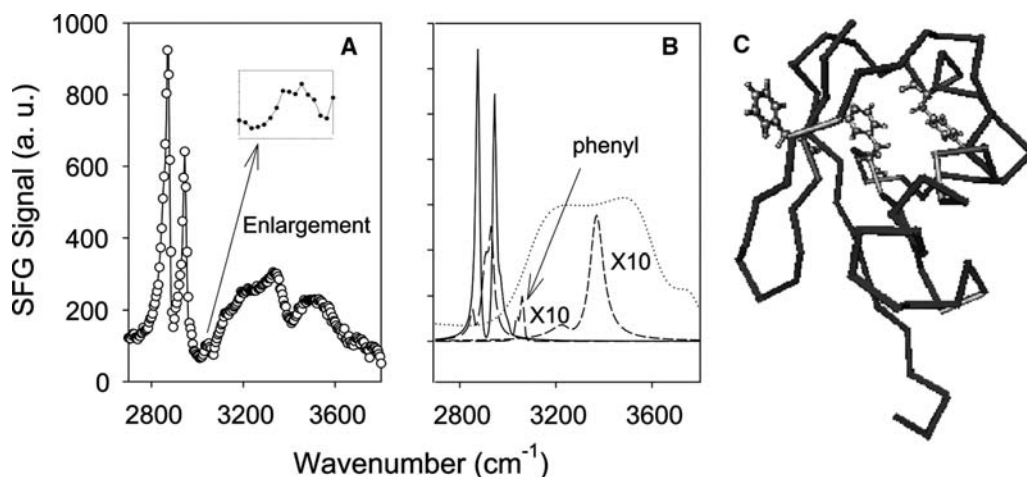 SFG Signal (a. u.)
1000
800
600
400
200
0
A
Enlargement
2800
3200
3600
B
phenyl
X10
X10
2800
3200
3600
Wavenumber (cm⁻¹)
C